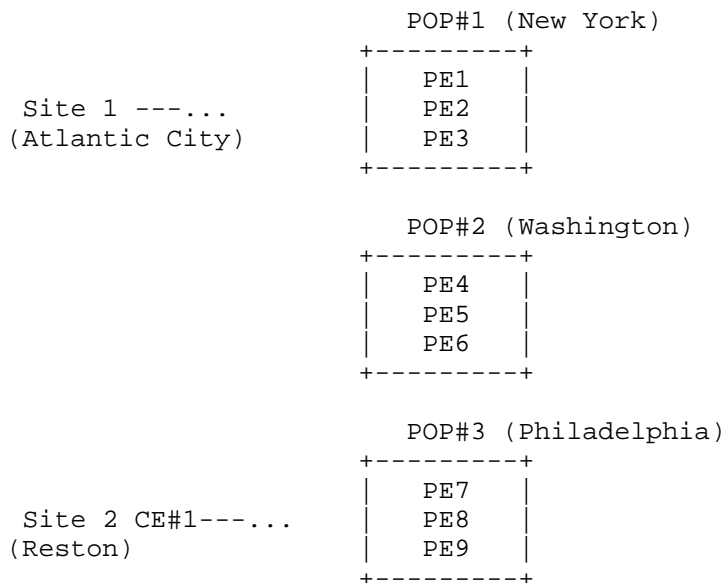 POP#1 (New York)
                        +---------+
                        |   PE1   |
 Site 1 ---...          |   PE2   |
(Atlantic City)         |   PE3   |
                        +---------+

                           POP#2 (Washington)
                        +---------+
                        |   PE4   |
                        |   PE5   |
                        |   PE6   |
                        +---------+

                           POP#3 (Philadelphia)
                        +---------+
                        |   PE7   |
 Site 2 CE#1---...      |   PE8   |
(Reston)                |   PE9   |
                        +---------+